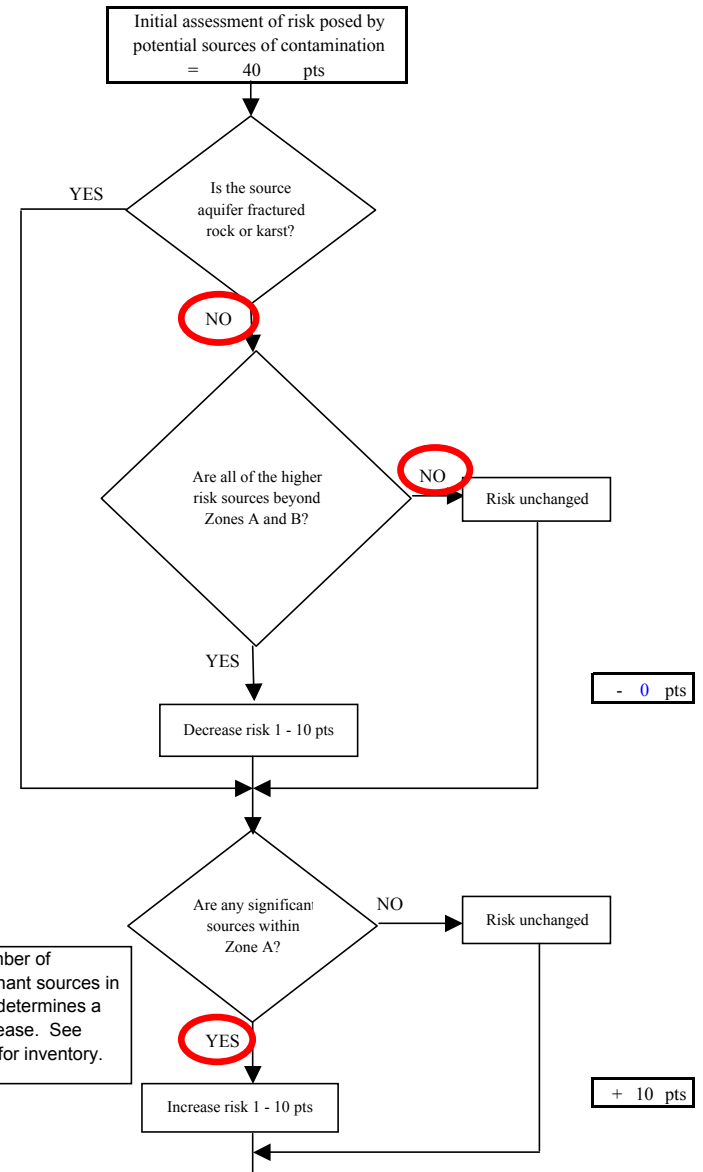 Initial assessment of risk posed by
potential sources of contamination
= 40 pts
Is the source
aquifer fractured
rock or karst?
YES
NO
Are all of the higher
risk sources beyond
Zones A and B?
NO
Risk unchanged
YES
- 0 pts
Decrease risk 1 - 10 pts
Are any significant
sources within
Zone A?
NO
Risk unchanged
of
sources in
determines a
See
for inventory.
YES
Increase risk 1 - 10 pts
+ 10 pts